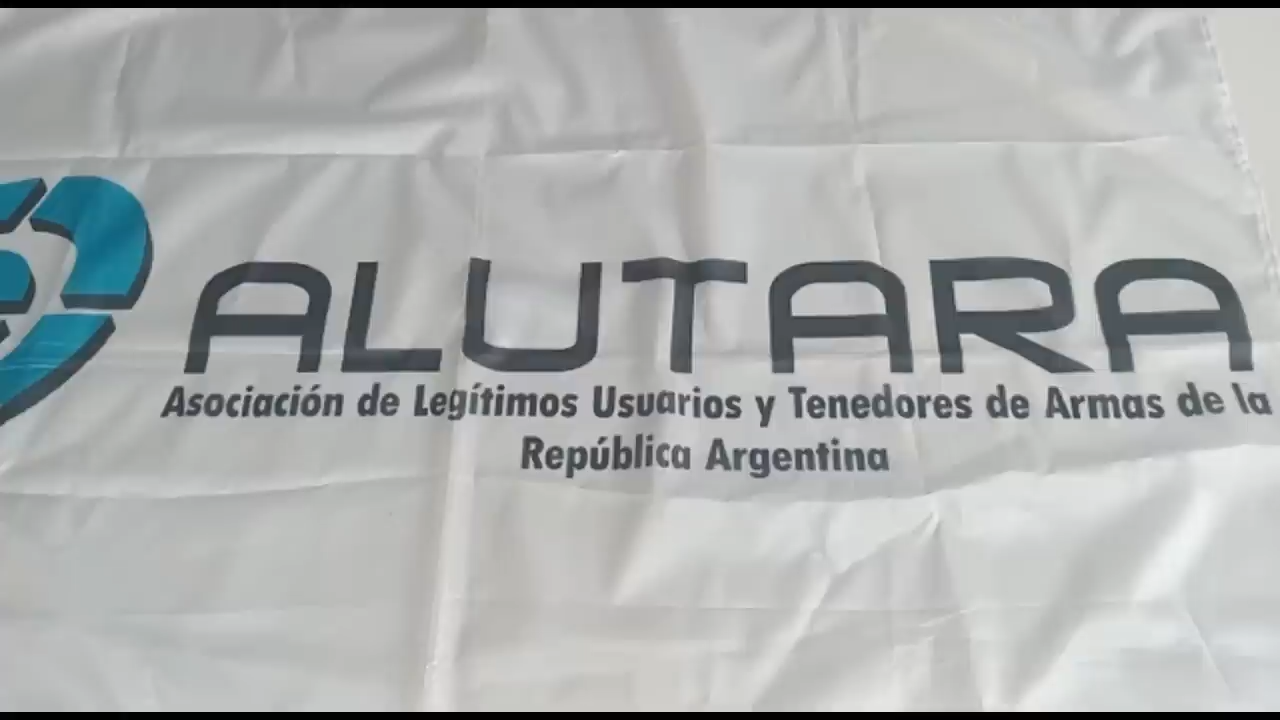 ALUTARA
Asociación de Legítimos Usuarios y Tenedores de Armas de la
República Argentina